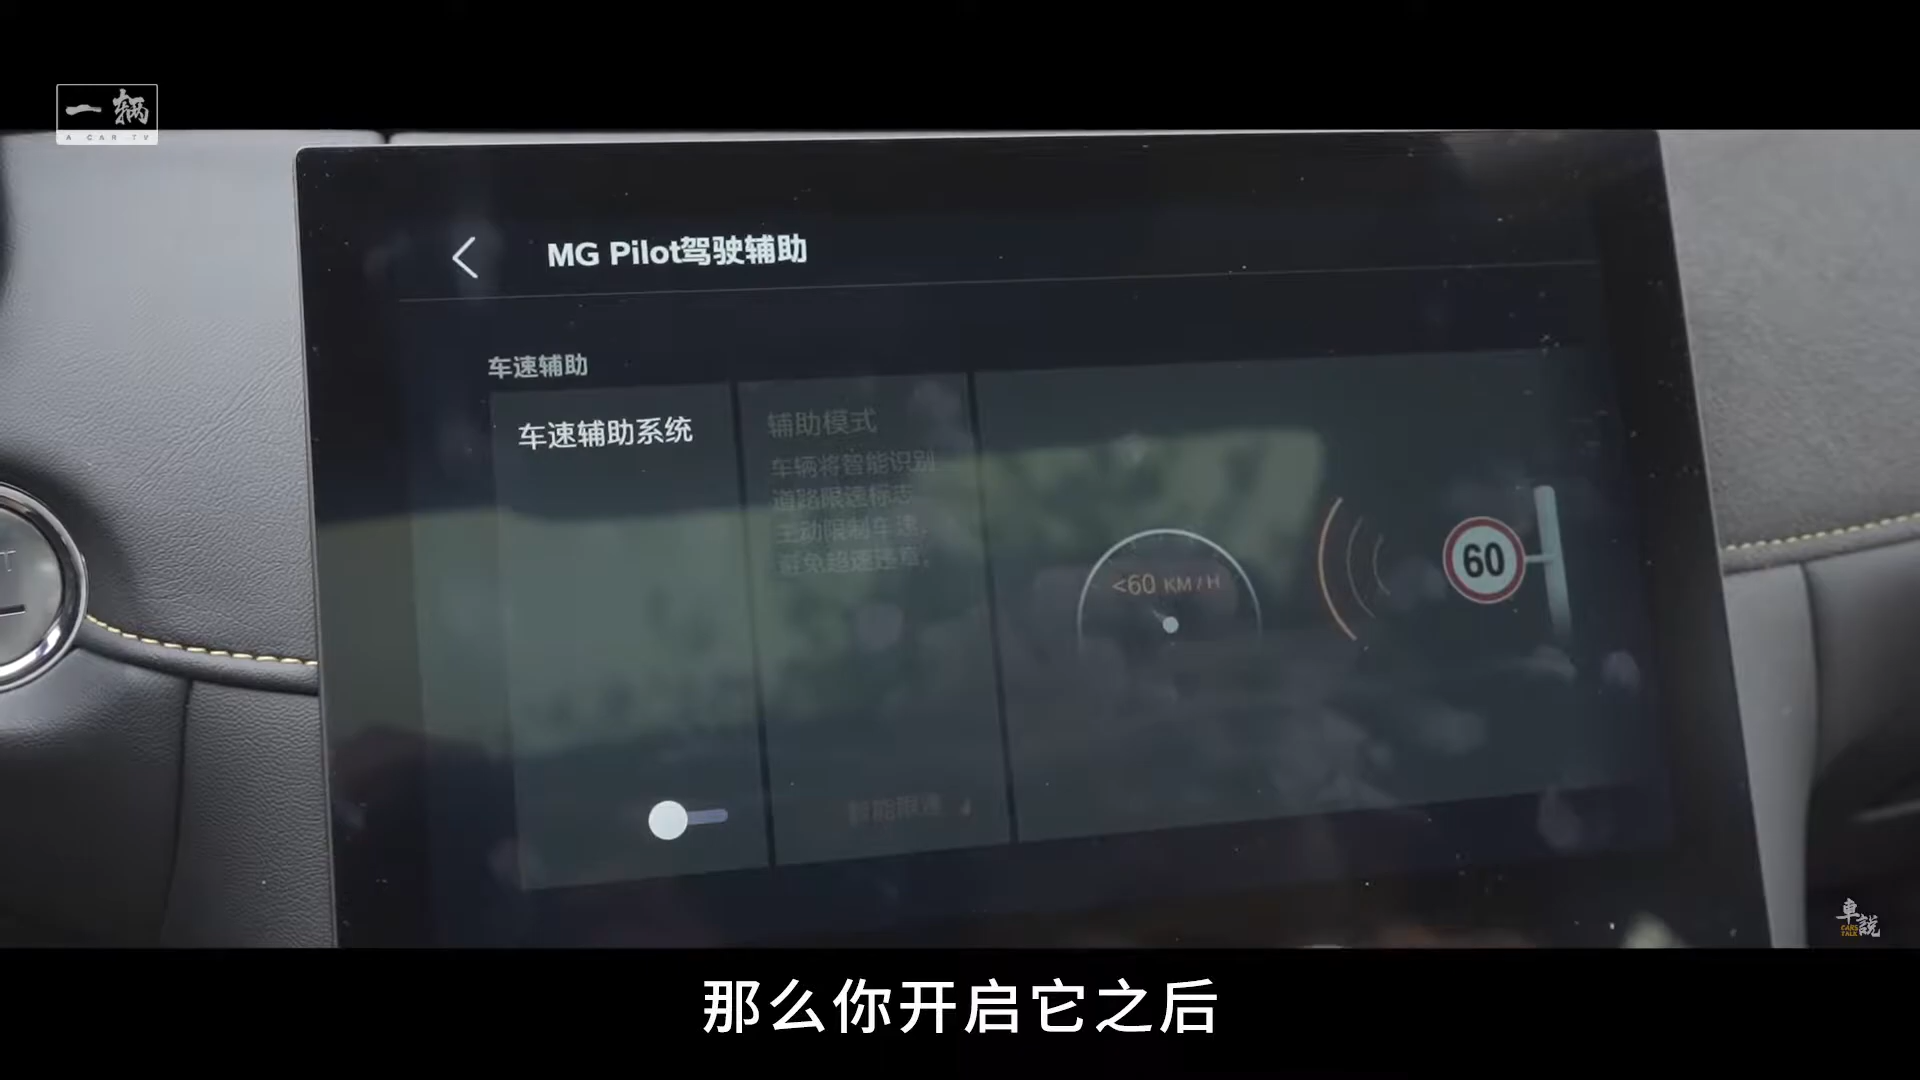 一辆
A CAR TV
MG Pilot驾驶辅助
车速辅助
车速辅助系统
辅助模式
车辆将智能识别
道路限速标志
主动限制车速，
避免超速违章。
智能限速
<60 KM/H
60
車說
CARS
TALK
那么你开启它之后